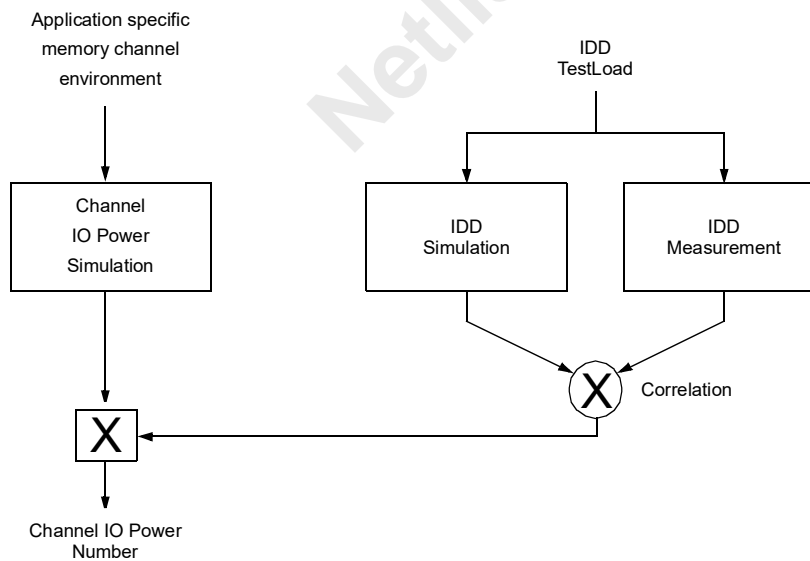 Application specific
memory channel
environment
IDD
TestLoad
Channel
IO Power
Simulation
IDD
Simulation
IDD
Measurement
X
Correlation
X
Channel IO Power
Number